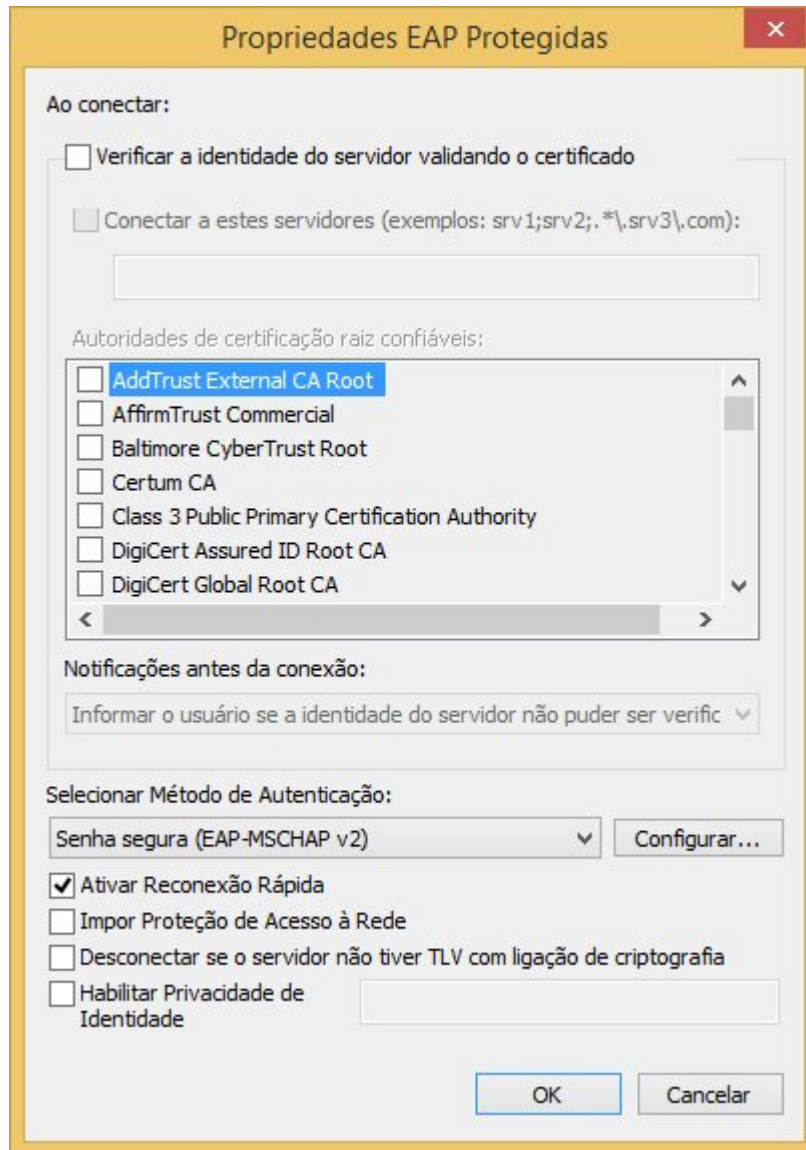 Propriedades EAP Protegidas
Ao conectar:
Verificar a identidade do servidor validando o certificado
Conectar a estes servidores (exemplos: srv1;srv2;.*\.srv3\.com):
Autoridades de certificação raiz confiáveis:
AddTrust External CA Root
AffirmTrust Commercial
Baltimore CyberTrust Root
Certum CA
Class 3 Public Primary Certification Authority
DigiCert Assured ID Root CA
DigiCert Global Root CA
Notificações antes da conexão:
Informar o usuário se a identidade do servidor não puder ser verific
Selecionar Método de Autenticação:
Senha segura (EAP-MSCHAP v2)
Configurar...
Ativar Reconexão Rápida
Impor Proteção de Acesso à Rede
Desconectar se o servidor não tiver TLV com ligação de criptografia
Habilitar Privacidade de
Identidade
OK
Cancelar